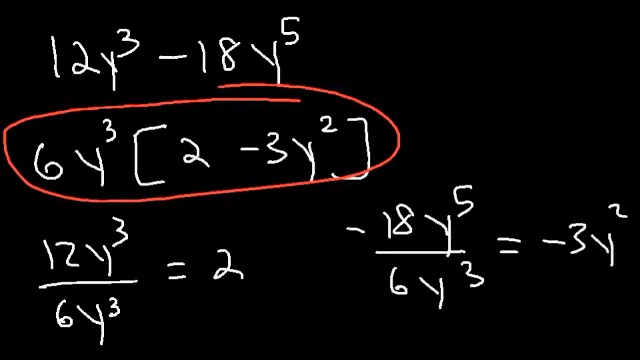 12y³ - 18y⁵
6y³ [ 2 - 3y² ]
12y³/6y³ = 2
-18y⁵/6y³ = -3y²